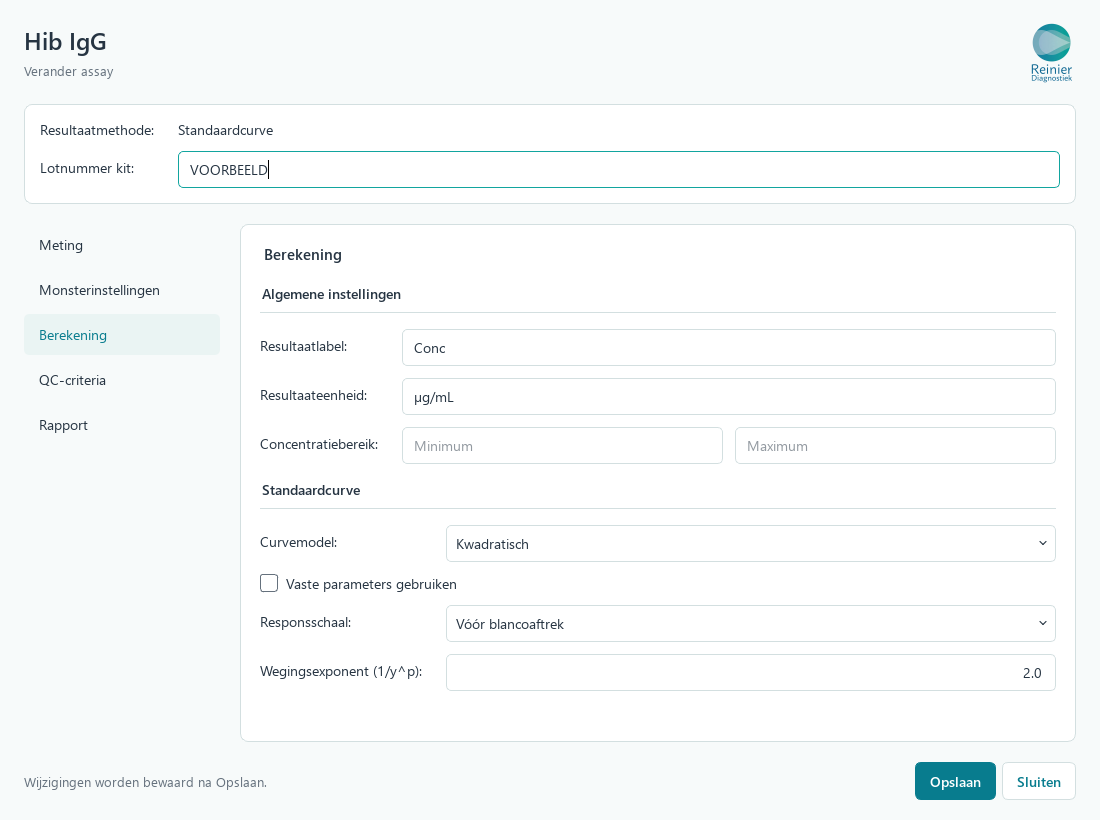 Hib IgG
Verander assay
Reinier
Diagnostiek
Resultaatmethode: Standaardcurve
Lotnummer kit: VOORBEELD
Meting
Monsterinstellingen
Berekening
QC-criteria
Rapport
Berekening
Algemene instellingen
Resultaatlabel: Conc
Resultaateenheid: µg/mL
Concentratiebereik: Minimum Maximum
Standaardcurve
Curvemodel: Kwadratisch
Vaste parameters gebruiken
Responsschaal: Vóór blancoaftrek
Wegingsexponent (1/y^p): 2.0
Wijzigingen worden bewaard na Opslaan.
Opslaan Sluiten